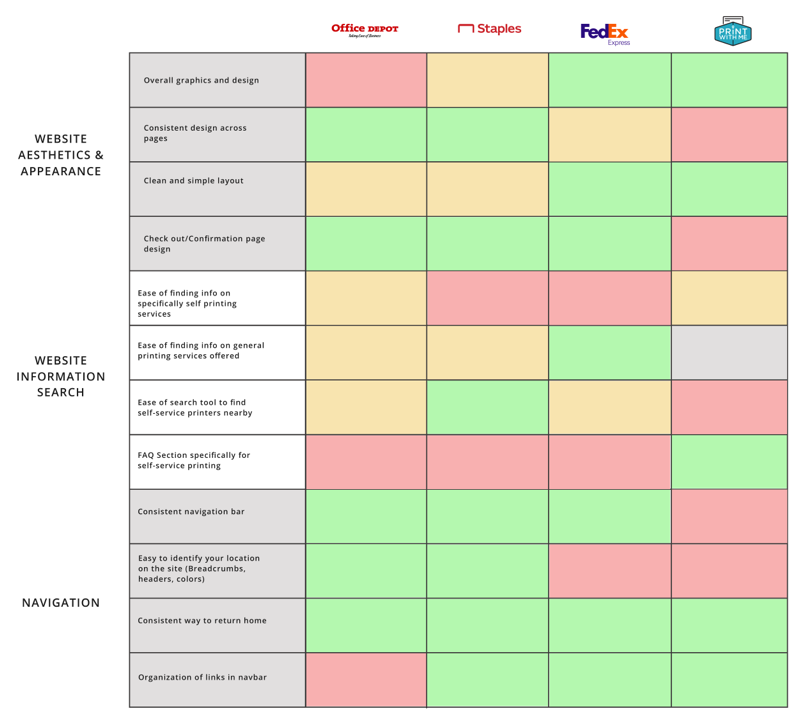 Office DEPOT
Taking Care of Business
Staples
FedEx
Express
PRINT
WITH ME
Overall graphics and design
WEBSITE
AESTHETICS &
APPEARANCE
Consistent design across
pages
Clean and simple layout
Check out/Confirmation page
design
Ease of finding info on
specifically self printing
services
WEBSITE
INFORMATION
SEARCH
Ease of finding info on general
printing services offered
Ease of search tool to find
self-service printers nearby
FAQ Section specifically for
self-service printing
Consistent navigation bar
NAVIGATION
Easy to identify your location
on the site (Breadcrumbs,
headers, colors)
Consistent way to return home
Organization of links in navbar